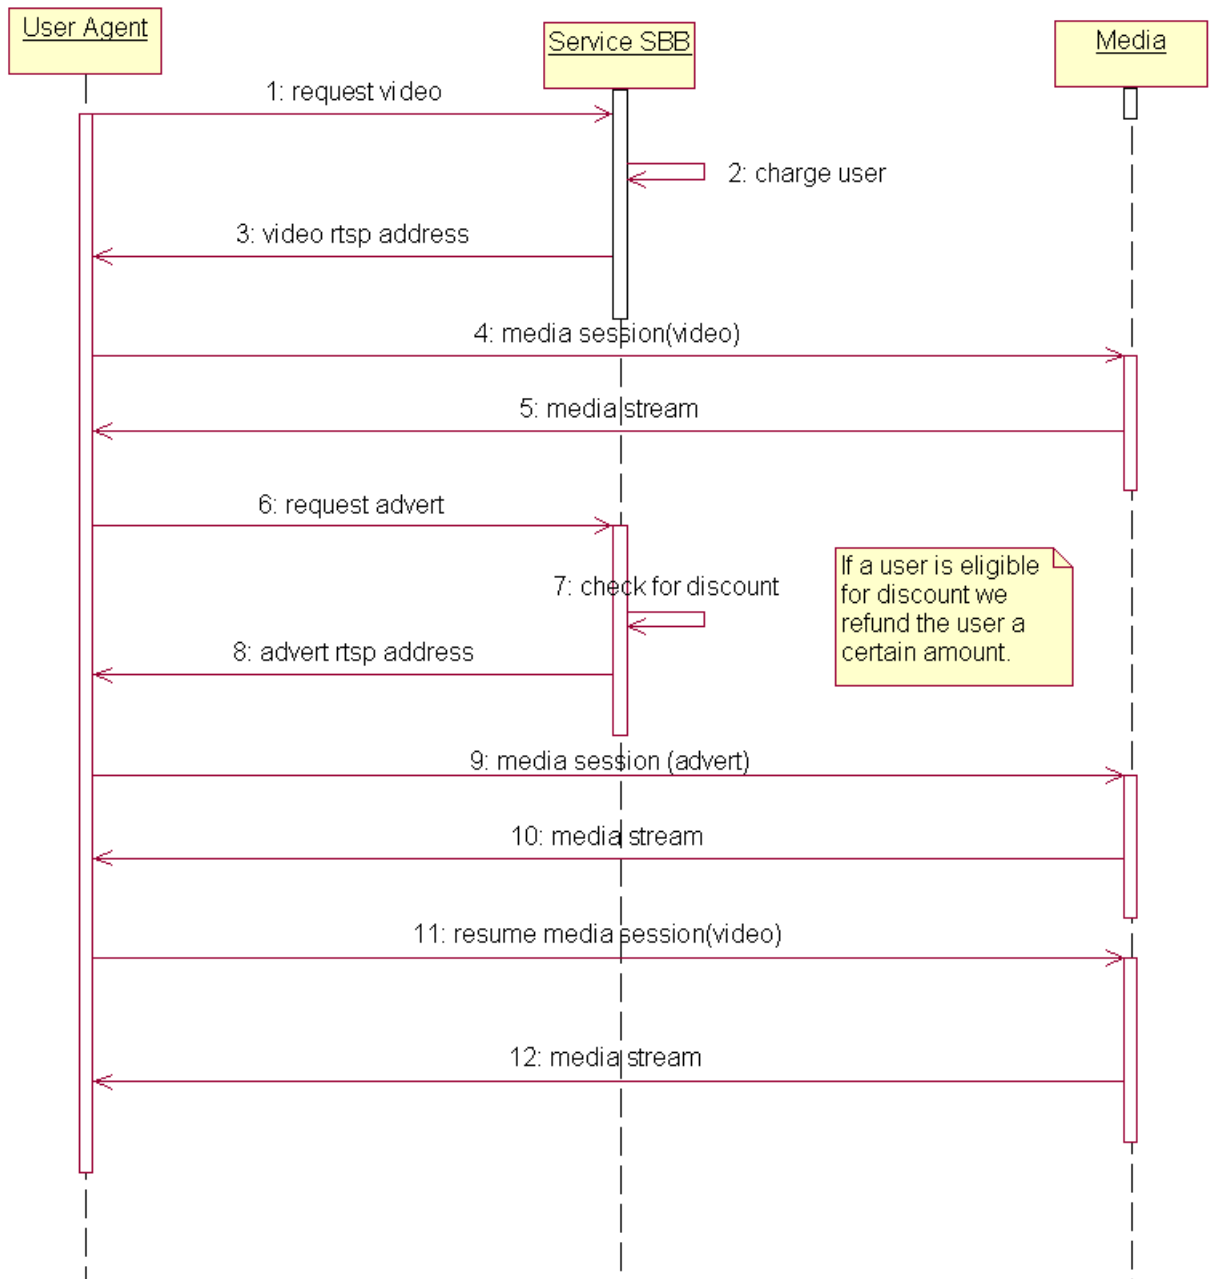 User Agent
Service SBB
Media
1: request video
2: charge user
3: video rtsp address
4: media session(video)
5: media stream
6: request advert
If a user is eligible
for discount we
refund the user a
certain amount.
7: check for discount
8: advert rtsp address
9: media session (advert)
10: media stream
11: resume media session(video)
12: media stream